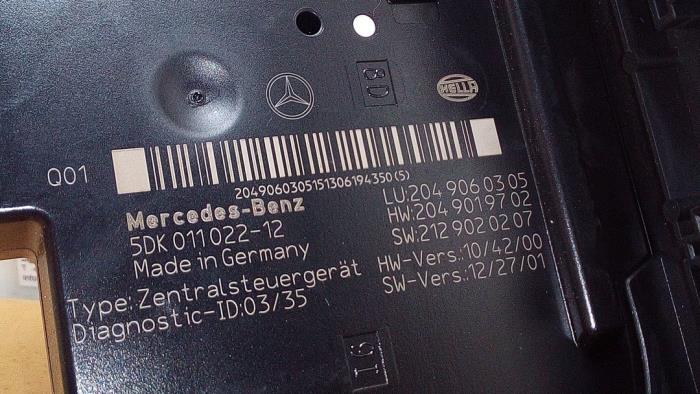 BD
HELLA
Q01
2049060305151306194350(5)
Mercedes-Benz
5DK 011 022-12
Made in Germany
Type: Zentralsteuergerät
Diagnostic-ID:03/35
LU:204 906 03 05
HW:204 901 97 02
SW:212 902 02 07
HW-Vers.:10/42/00
SW-Vers.:12/27/01
16